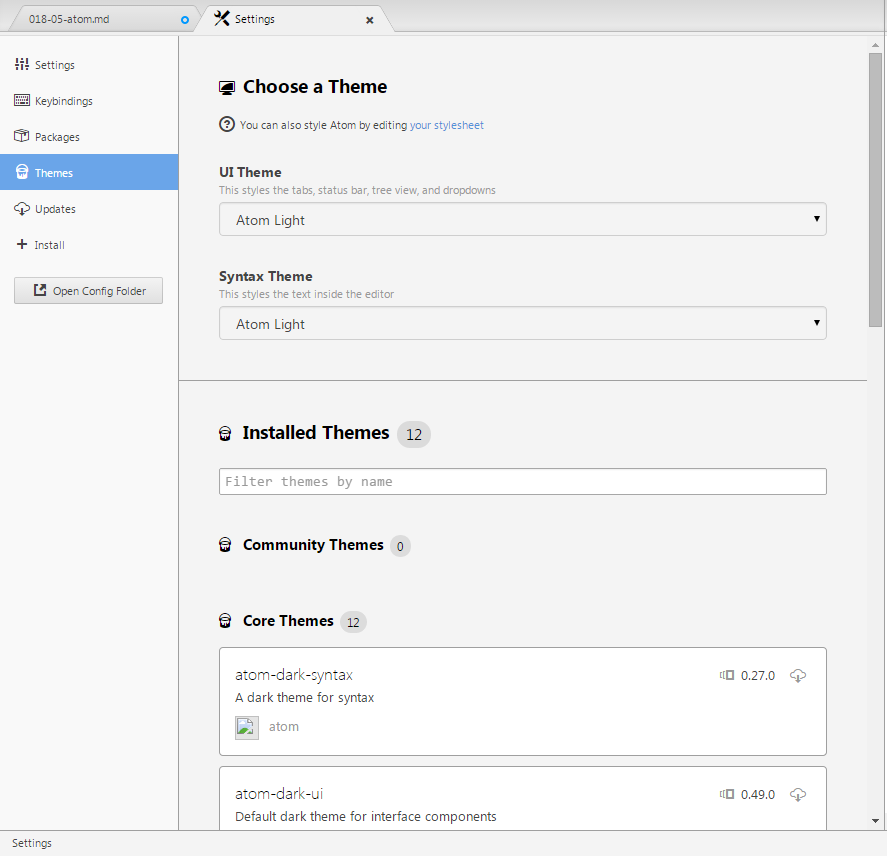 018-05-atom.md
Settings
Settings
Keybindings
Packages
Themes
Updates
Install
Open Config Folder
Choose a Theme
You can also style Atom by editing your stylesheet
UI Theme
This styles the tabs, status bar, tree view, and dropdowns
Atom Light
Syntax Theme
This styles the text inside the editor
Atom Light
Installed Themes 12
Filter themes by name
Community Themes 0
Core Themes 12
atom-dark-syntax 0.27.0
A dark theme for syntax
atom
atom-dark-ui 0.49.0
Default dark theme for interface components
Settings